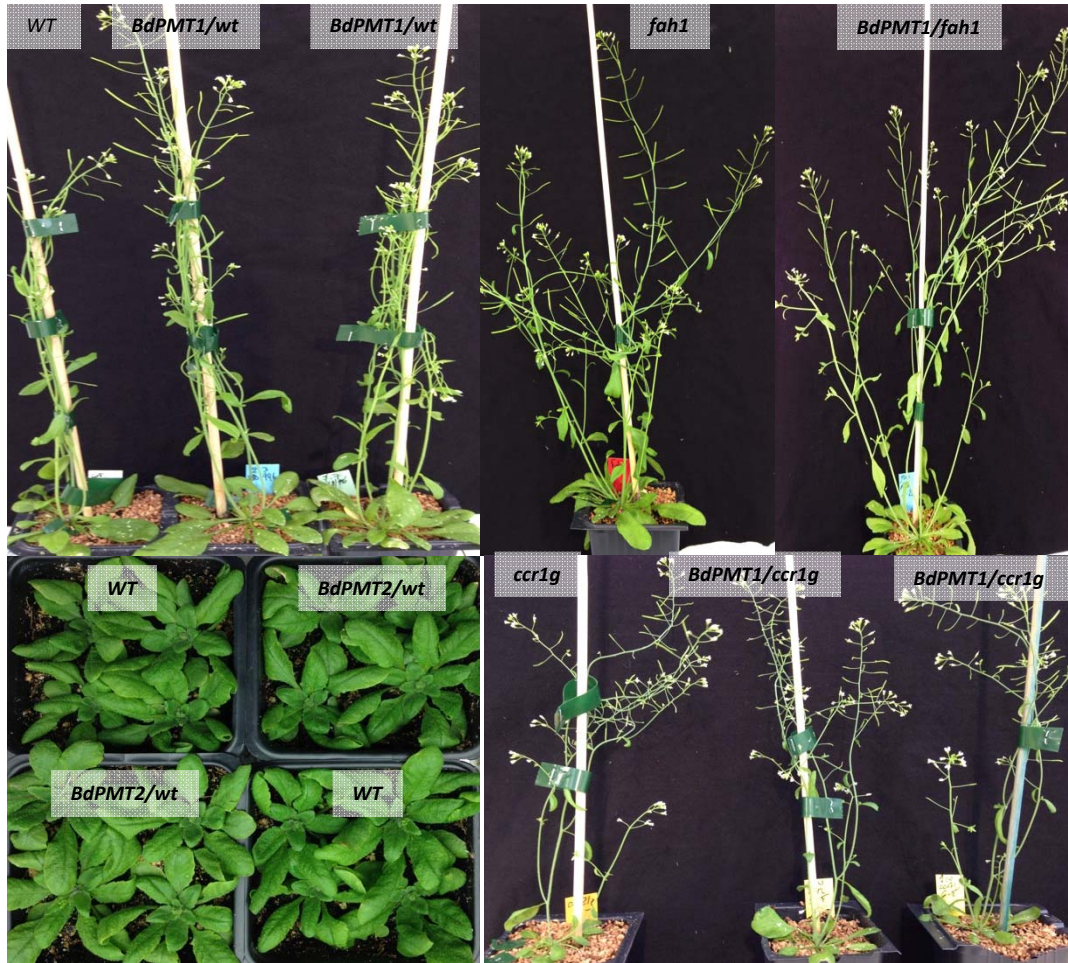 WT
BdPMT1/wt
BdPMT1/wt
fah1
BdPMT1/fah1
WT
BdPMT2/wt
BdPMT2/wt
WT
ccr1g
BdPMT1/ccr1g
BdPMT1/ccr1g